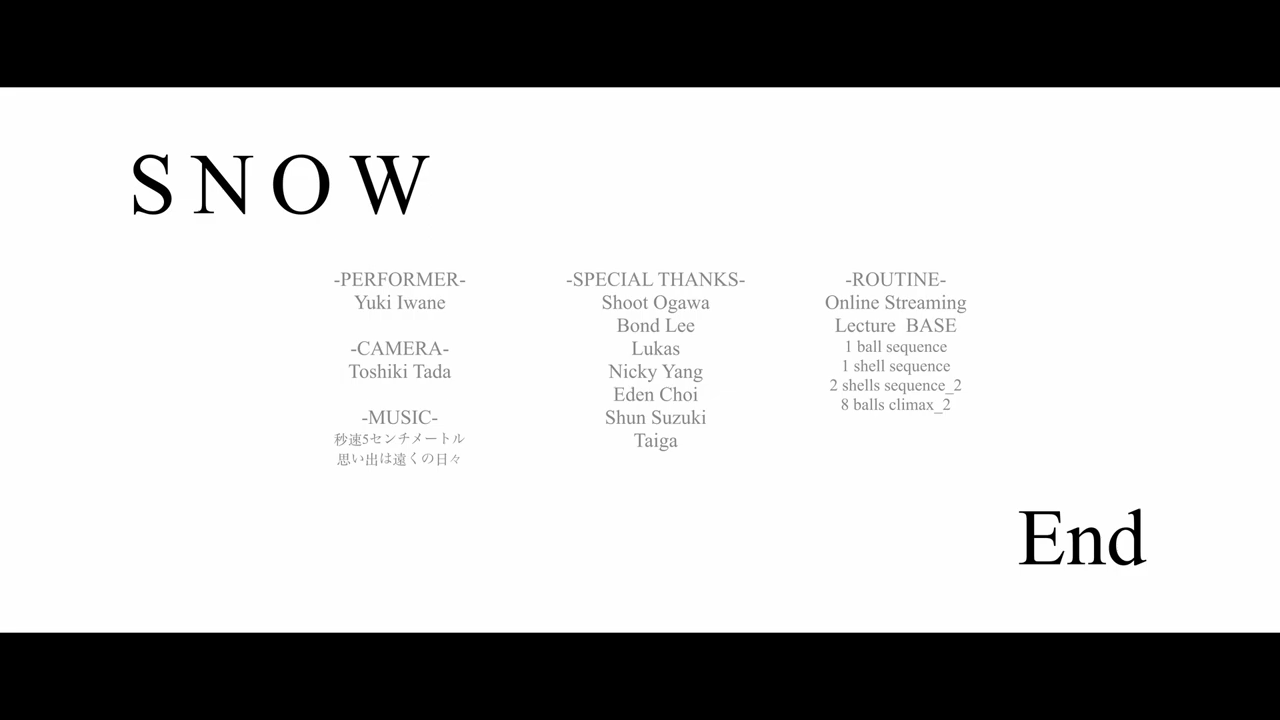 SNOW
-PERFORMER-
Yuki Iwane
-CAMERA-
Toshiki Tada
-MUSIC-
秒速5センチメートル
思い出は遠くの日々
-SPECIAL THANKS-
Shoot Ogawa
Bond Lee
Lukas
Nicky Yang
Eden Choi
Shun Suzuki
Taiga
-ROUTINE-
Online Streaming
Lecture BASE
1 ball sequence
1 shell sequence
2 shells sequence_2
8 balls climax_2
End